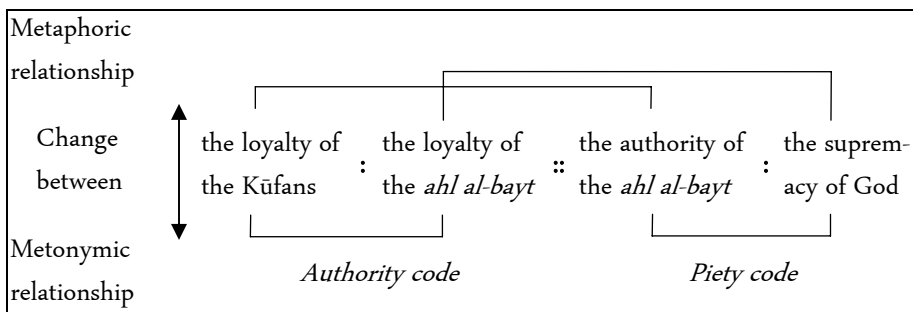 Metaphoric
relationship
Change
between
the loyalty of
the Kūfans
:
the loyalty of
the ahl al-bayt
::
the authority of
the ahl al-bayt
:
the suprem-
acy of God
Metonymic
relationship
Authority code
Piety code